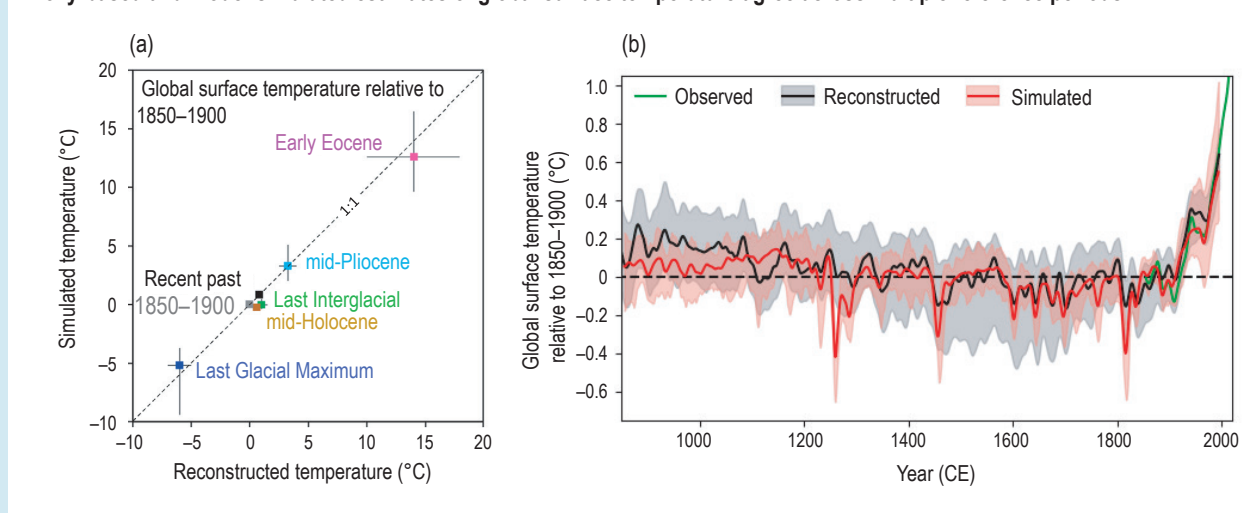 (a)
(b)
Global surface temperature relative to
1850–1900
Early Eocene
1:1
mid-Pliocene
Recent past
1850–1900
Last Interglacial
mid-Holocene
Last Glacial Maximum
Simulated temperature (°C)
20
15
10
5
0
–5
–10
–10
–5
0
5
10
15
20
Reconstructed temperature (°C)
Observed
Reconstructed
Simulated
Global surface temperature
relative to 1850–1900 (°C)
1.0
0.8
0.6
0.4
0.2
0
–0.2
–0.4
–0.6
1000
1200
1400
1600
1800
2000
Year (CE)